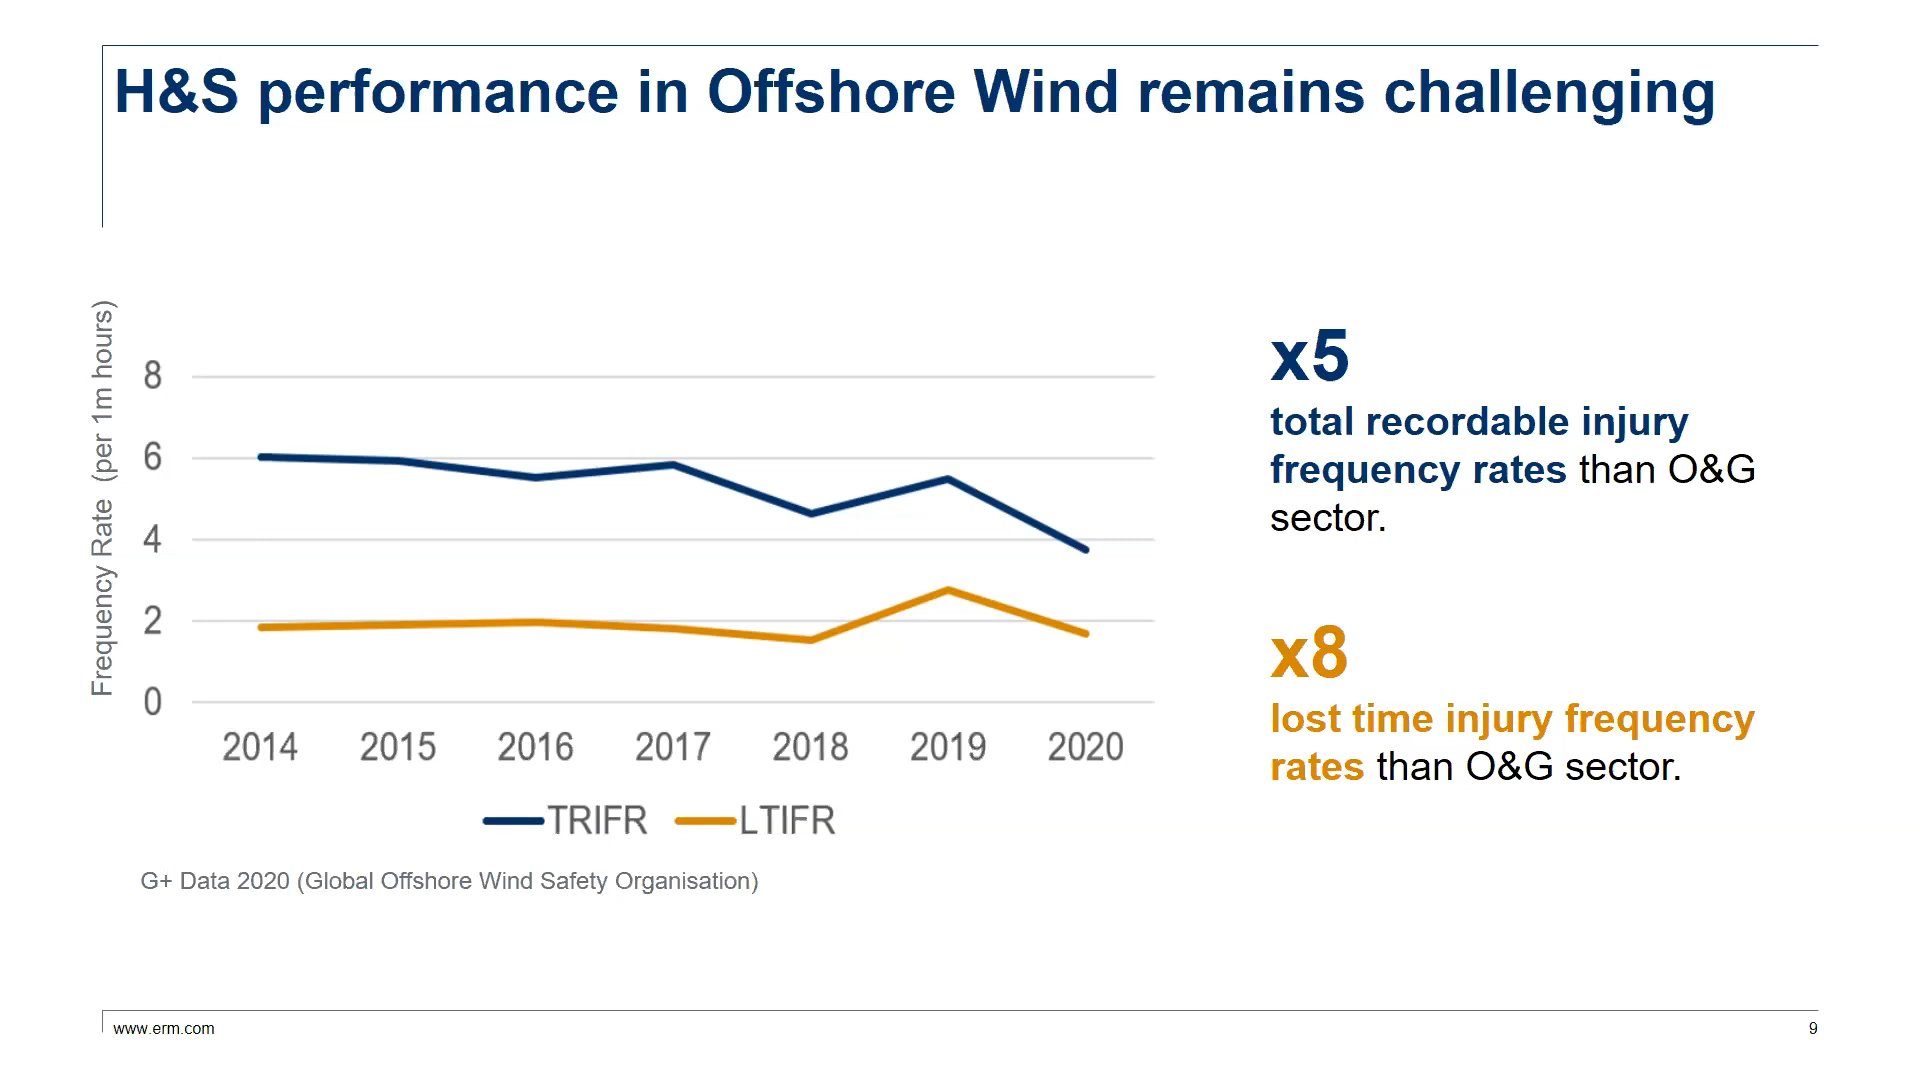 H&S performance in Offshore Wind remains challenging
Frequency Rate (per 1m hours)
8
6
4
2
0
2014 2015 2016 2017 2018 2019 2020
TRIFR LTIFR
G+ Data 2020 (Global Offshore Wind Safety Organisation)
x5
total recordable injury
frequency rates than O&G
sector.
x8
lost time injury frequency
rates than O&G sector.
www.erm.com
9